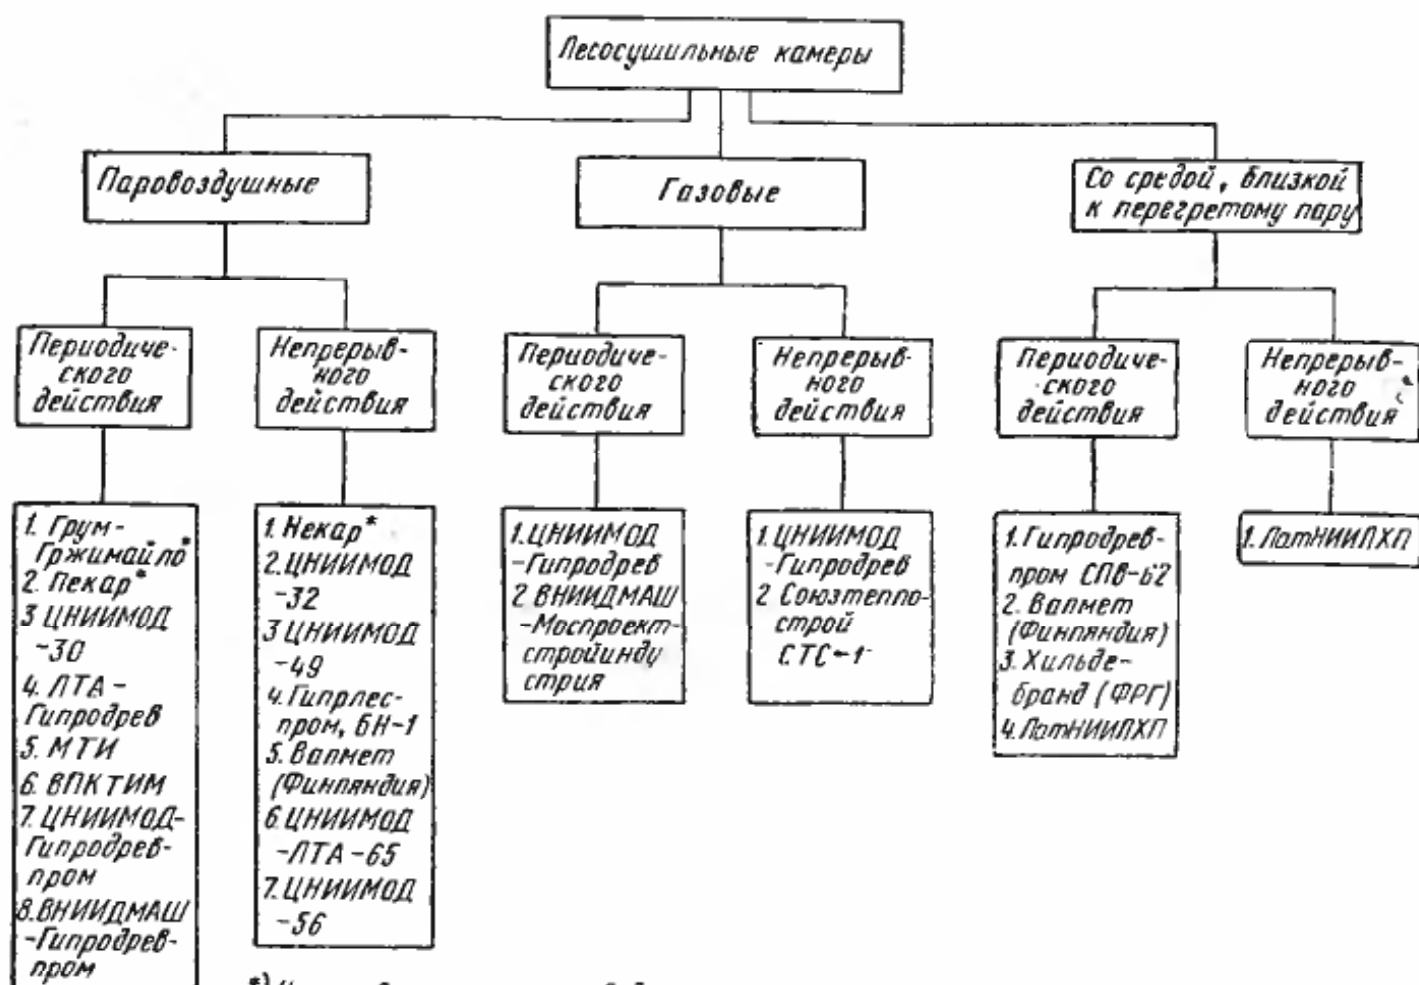 Лесосушильные камеры
Паровоздушные
Газовые
Со средой, близкой
к перегретому пару
Периодиче-
ского
действия
Непрерыв-
ного
действия
Периодиче-
ского
действия
Непрерыв-
ного
действия
Периодиче-
ского
действия
Непрерыв-
ного
действия
1. Грум-
Гржимайло*
2. Пекар*
3 ЦНИИМОД
-30
4. ЛТА -
Гипродрев
5. МТИ
6. ВПКТИМ
7. ЦНИИМОД-
Гипродрев-
пром
8. ВНИИДМАШ
-Гипродрев-
пром
1. Некар*
2. ЦНИИМОД
-32
3 ЦНИИМОД
-49
4. Гипрлес-
пром, БН-1
5. Валмет
(Финляндия)
6. ЦНИИМОД
-ЛТА-65
7. ЦНИИМОД
-56
1. ЦНИИМОД
-Гипродрев
2 ВНИИДМАШ
-Моспроект-
стройинду
стрия
1. ЦНИИМОД
-Гипродрев
2 Союзтепло-
строй
СТС-1
1. Гипродрев-
пром СПВ-62
2. Валмет
(Финляндия)
3. Хильде-
бранд (ФРГ)
4. ЛатНИИЛХП
1. ЛатНИИЛХП
*)